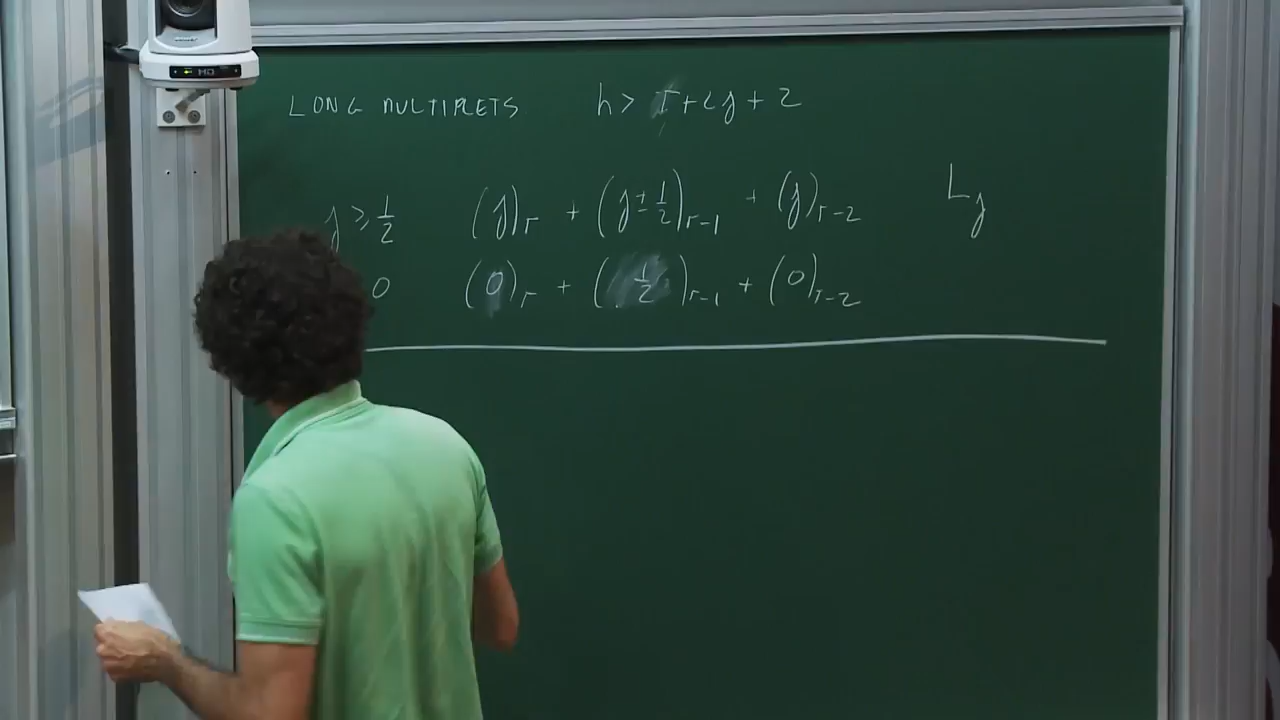 LONG MULTIPLETS h > r + 2j + 2
j ≥ 1/2 (j)_r + (j ± 1/2)_{r-1} + (j)_{r-2} L_j
0 (0)_r + (1/2)_{r-1} + (0)_{r-2}